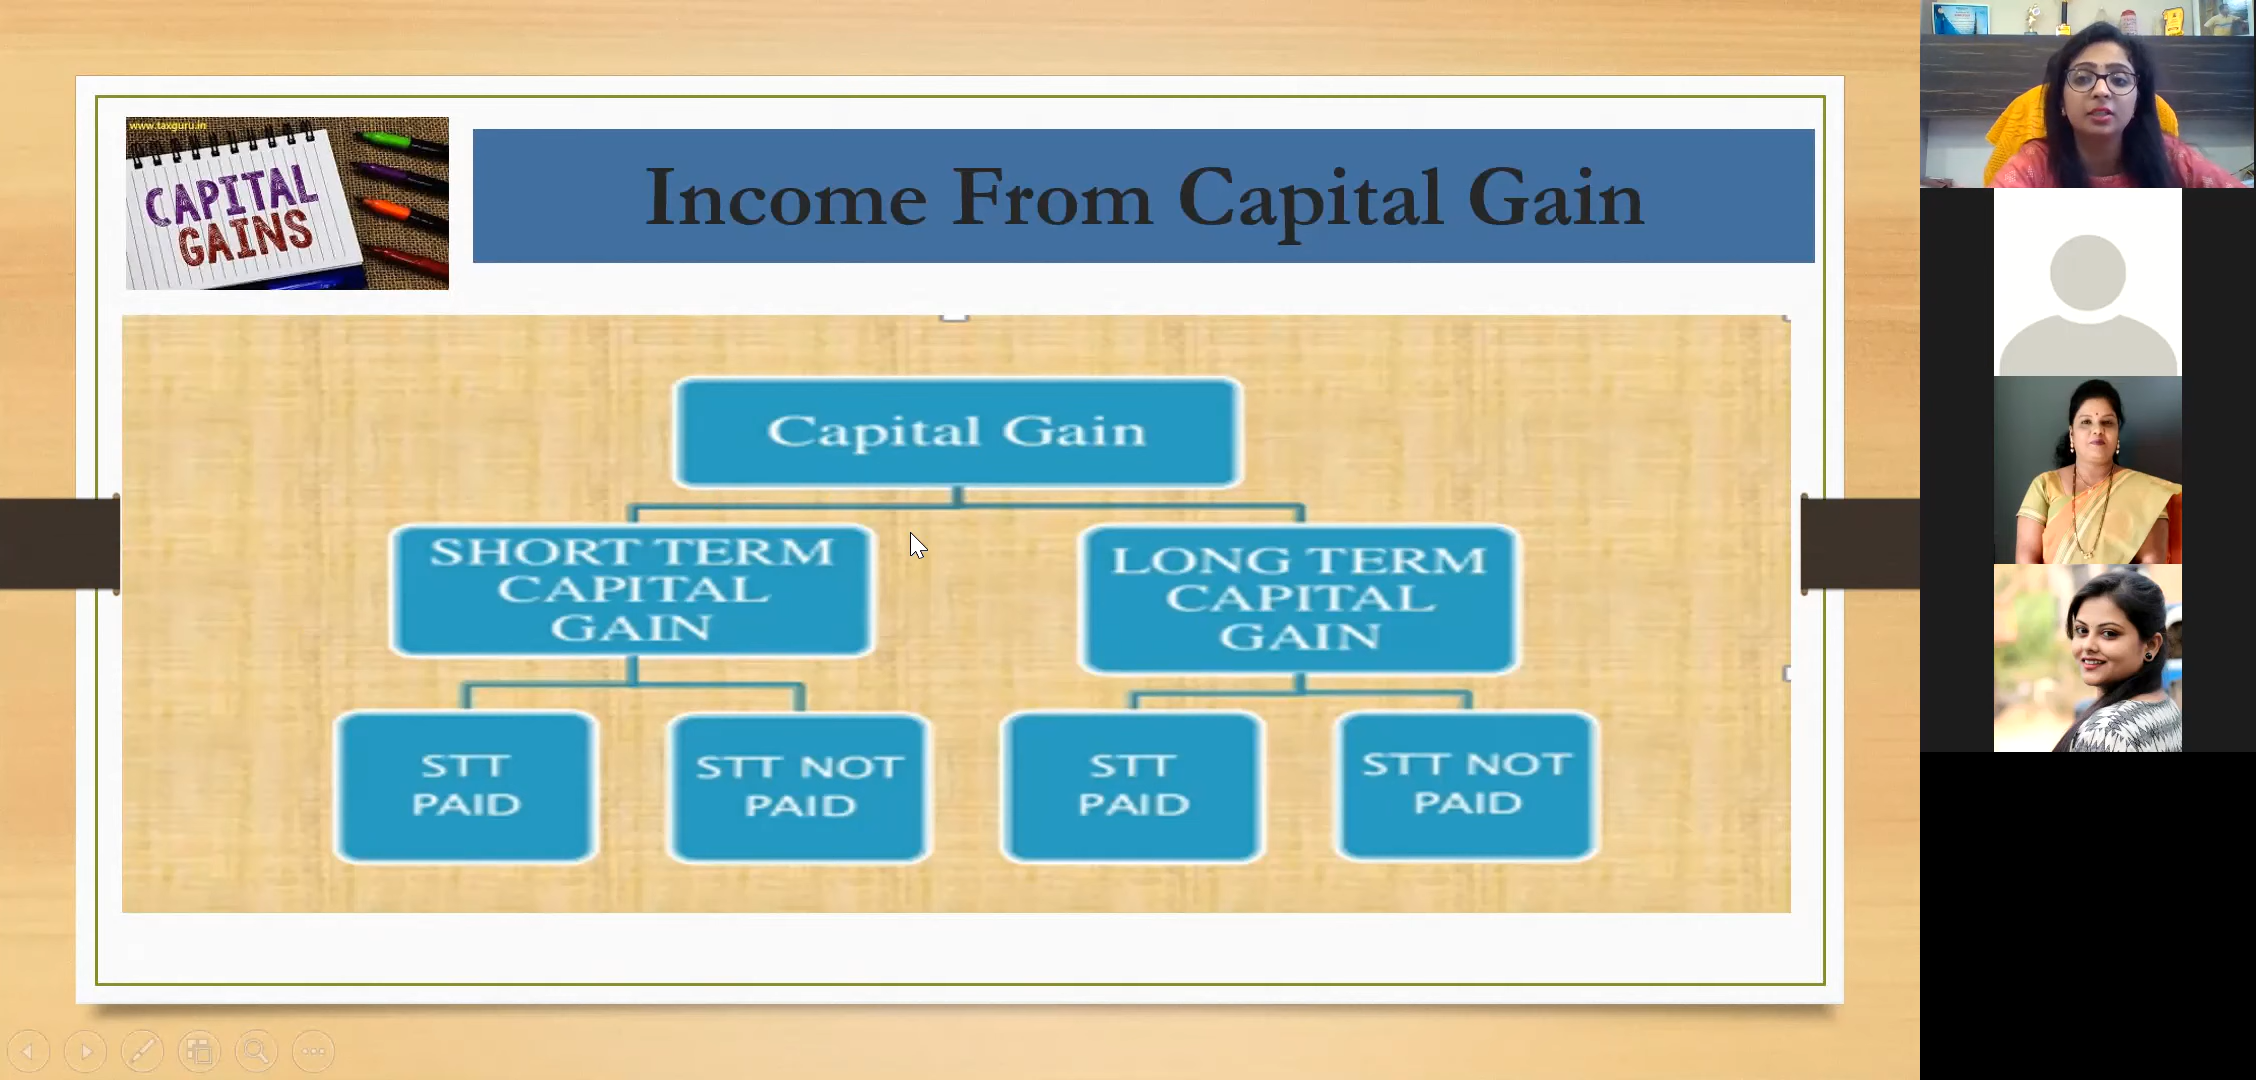 www.taxguru.in
CAPITAL
GAINS
Income From Capital Gain
Capital Gain
SHORT TERM
CAPITAL
GAIN
LONG TERM
CAPITAL
GAIN
STT
PAID
STT NOT
PAID
STT
PAID
STT NOT
PAID